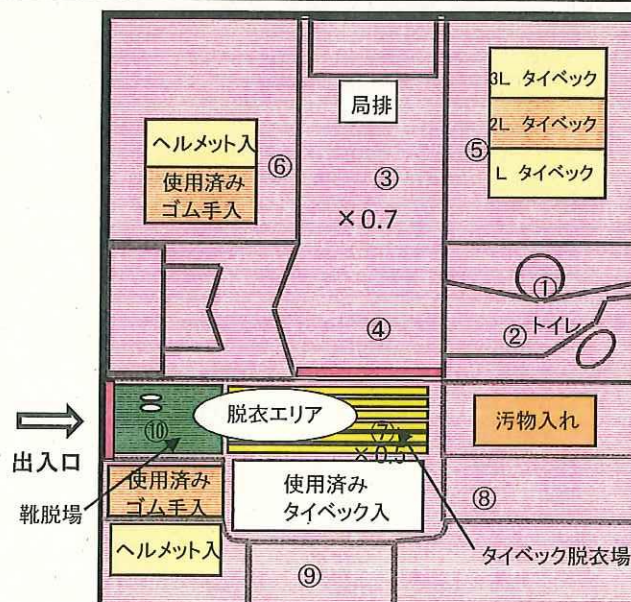 3L タイベック
2L タイベック
L タイベック
局排
ヘルメット入
使用済み
ゴム手入
⑥
③
×0.7
⑤
①
②
トイレ
④
脱衣エリア
⑩
(7)
×0.5
汚物入れ
出入口
靴脱場
使用済み
ゴム手入
使用済み
タイベック入
⑧
ヘルメット入
タイベック脱衣場
⑨